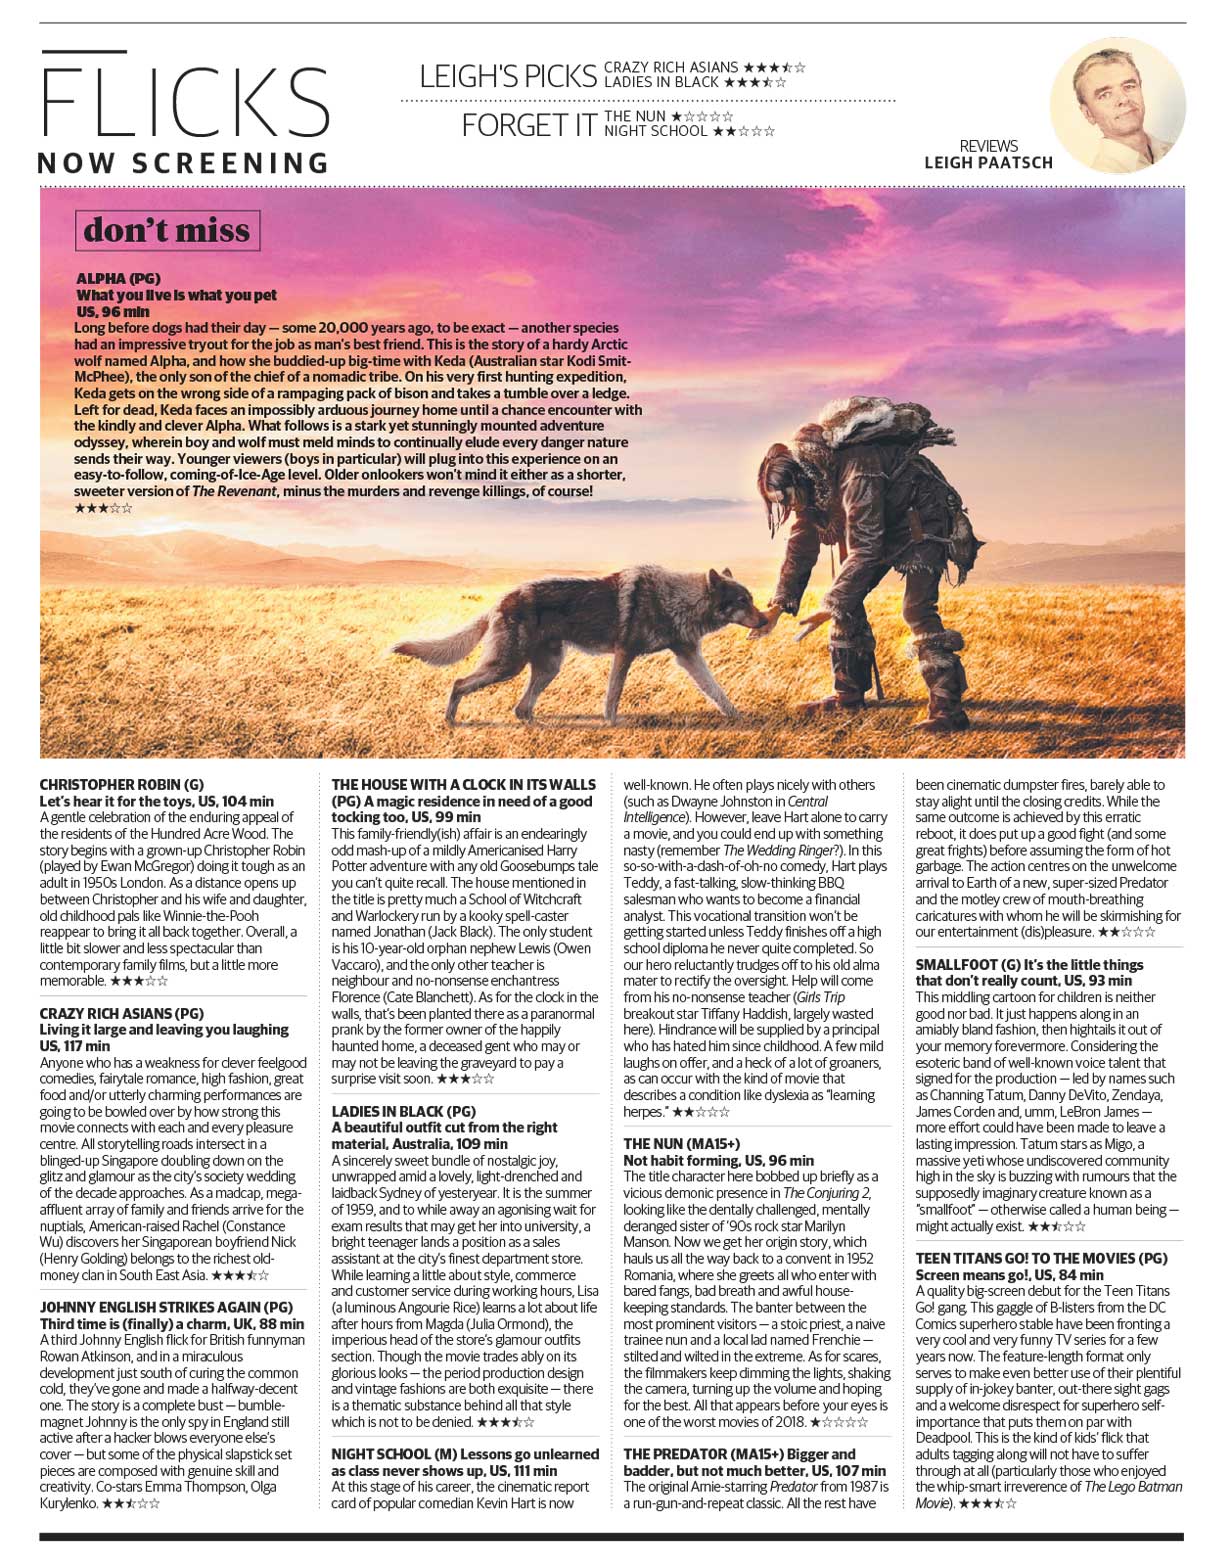 FLICKS
NOW SCREENING
LEIGH'S PICKS
CRAZY RICH ASIANS ★★★⯪☆
LADIES IN BLACK ★★★⯪☆
FORGET IT
THE NUN ★☆☆☆☆
NIGHT SCHOOL ★★☆☆☆
REVIEWS
LEIGH PAATSCH
don't miss
ALPHA (PG)
What you live is what you pet
US, 96 min
Long before dogs had their day — some 20,000 years ago, to be exact — another species
had an impressive tryout for the job as man's best friend. This is the story of a hardy Arctic
wolf named Alpha, and how she buddied-up big-time with Keda (Australian star Kodi Smit-
McPhee), the only son of the chief of a nomadic tribe. On his very first hunting expedition,
Keda gets on the wrong side of a rampaging pack of bison and takes a tumble over a ledge.
Left for dead, Keda faces an impossibly arduous journey home until a chance encounter with
the kindly and clever Alpha. What follows is a stark yet stunningly mounted adventure
odyssey, wherein boy and wolf must meld minds to continually elude every danger nature
sends their way. Younger viewers (boys in particular) will plug into this experience on an
easy-to-follow, coming-of-Ice-Age level. Older onlookers won't mind it either as a shorter,
sweeter version of The Revenant, minus the murders and revenge killings, of course!
★★★☆☆
CHRISTOPHER ROBIN (G)
Let's hear it for the toys, US, 104 min
A gentle celebration of the enduring appeal of
the residents of the Hundred Acre Wood. The
story begins with a grown-up Christopher Robin
(played by Ewan McGregor) doing it tough as an
adult in 1950s London. As a distance opens up
between Christopher and his wife and daughter,
old childhood pals like Winnie-the-Pooh
reappear to bring it all back together. Overall, a
little bit slower and less spectacular than
contemporary family films, but a little more
memorable. ★★★☆☆
CRAZY RICH ASIANS (PG)
Living it large and leaving you laughing
US, 117 min
Anyone who has a weakness for clever feelgood
comedies, fairytale romance, high fashion, great
food and/or utterly charming performances are
going to be bowled over by how strong this
movie connects with each and every pleasure
centre. All storytelling roads intersect in a
blinged-up Singapore doubling down on the
glitz and glamour as the city's society wedding
of the decade approaches. As a madcap, mega-
affluent array of family and friends arrive for the
nuptials, American-raised Rachel (Constance
Wu) discovers her Singaporean boyfriend Nick
(Henry Golding) belongs to the richest old-
money clan in South East Asia. ★★★⯪☆
JOHNNY ENGLISH STRIKES AGAIN (PG)
Third time is (finally) a charm, UK, 88 min
A third Johnny English flick for British funnyman
Rowan Atkinson, and in a miraculous
development just south of curing the common
cold, they've gone and made a halfway-decent
one. The story is a complete bust — bumble-
magnet Johnny is the only spy in England still
active after a hacker blows everyone else's
cover — but some of the physical slapstick set
pieces are composed with genuine skill and
creativity. Co-stars Emma Thompson, Olga
Kurylenko. ★★⯪☆☆
THE HOUSE WITH A CLOCK IN ITS WALLS
(PG) A magic residence in need of a good
tocking too, US, 99 min
This family-friendly(ish) affair is an endearingly
odd mash-up of a mildly Americanised Harry
Potter adventure with any old Goosebumps tale
you can't quite recall. The house mentioned in
the title is pretty much a School of Witchcraft
and Warlockery run by a kooky spell-caster
named Jonathan (Jack Black). The only student
is his 10-year-old orphan nephew Lewis (Owen
Vaccaro), and the only other teacher is
neighbour and no-nonsense enchantress
Florence (Cate Blanchett). As for the clock in the
walls, that's been planted there as a paranormal
prank by the former owner of the happily
haunted home, a deceased gent who may or
may not be leaving the graveyard to pay a
surprise visit soon. ★★★☆☆
LADIES IN BLACK (PG)
A beautiful outfit cut from the right
material, Australia, 109 min
A sincerely sweet bundle of nostalgic joy,
unwrapped amid a lovely, light-drenched and
laidback Sydney of yesteryear. It is the summer
of 1959, and to while away an agonising wait for
exam results that may get her into university, a
bright teenager lands a position as a sales
assistant at the city's finest department store.
While learning a little about style, commerce
and customer service during working hours, Lisa
(a luminous Angourie Rice) learns a lot about life
after hours from Magda (Julia Ormond), the
imperious head of the store's glamour outfits
section. Though the movie trades ably on its
glorious looks — the period production design
and vintage fashions are both exquisite — there
is a thematic substance behind all that style
which is not to be denied. ★★★⯪☆
NIGHT SCHOOL (M) Lessons go unlearned
as class never shows up, US, 111 min
At this stage of his career, the cinematic report
card of popular comedian Kevin Hart is now
well-known. He often plays nicely with others
(such as Dwayne Johnston in Central
Intelligence). However, leave Hart alone to carry
a movie, and you could end up with something
nasty (remember The Wedding Ringer?). In this
so-so-with-a-dash-of-oh-no comedy, Hart plays
Teddy, a fast-talking, slow-thinking BBQ
salesman who wants to become a financial
analyst. This vocational transition won't be
getting started unless Teddy finishes off a high
school diploma he never quite completed. So
our hero reluctantly trudges off to his old alma
mater to rectify the oversight. Help will come
from his no-nonsense teacher (Girls Trip
breakout star Tiffany Haddish, largely wasted
here). Hindrance will be supplied by a principal
who has hated him since childhood. A few mild
laughs on offer, and a heck of a lot of groaners,
as can occur with the kind of movie that
describes a condition like dyslexia as "learning
herpes." ★★☆☆☆
THE NUN (MA15+)
Not habit forming, US, 96 min
The title character here bobbed up briefly as a
vicious demonic presence in The Conjuring 2,
looking like the dentally challenged, mentally
deranged sister of '90s rock star Marilyn
Manson. Now we get her origin story, which
hauls us all the way back to a convent in 1952
Romania, where she greets all who enter with
bared fangs, bad breath and awful house-
keeping standards. The banter between the
most prominent visitors — a stoic priest, a naive
trainee nun and a local lad named Frenchie —
stilted and wilted in the extreme. As for scares,
the filmmakers keep dimming the lights, shaking
the camera, turning up the volume and hoping
for the best. All that appears before your eyes is
one of the worst movies of 2018. ★☆☆☆☆
THE PREDATOR (MA15+) Bigger and
badder, but not much better, US, 107 min
The original Arnie-starring Predator from 1987 is
a run-gun-and-repeat classic. All the rest have
been cinematic dumpster fires, barely able to
stay alight until the closing credits. While the
same outcome is achieved by this erratic
reboot, it does put up a good fight (and some
great frights) before assuming the form of hot
garbage. The action centres on the unwelcome
arrival to Earth of a new, super-sized Predator
and the motley crew of mouth-breathing
caricatures with whom he will be skirmishing for
our entertainment (dis)pleasure. ★★☆☆☆
SMALLFOOT (G) It's the little things
that don't really count, US, 93 min
This middling cartoon for children is neither
good nor bad. It just happens along in an
amiably bland fashion, then hightails it out of
your memory forevermore. Considering the
esoteric band of well-known voice talent that
signed for the production — led by names such
as Channing Tatum, Danny DeVito, Zendaya,
James Corden and, umm, LeBron James —
more effort could have been made to leave a
lasting impression. Tatum stars as Migo, a
massive yeti whose undiscovered community
high in the sky is buzzing with rumours that the
supposedly imaginary creature known as a
"smallfoot" — otherwise called a human being —
might actually exist. ★★⯪☆☆
TEEN TITANS GO! TO THE MOVIES (PG)
Screen means go!, US, 84 min
A quality big-screen debut for the Teen Titans
Go! gang. This gaggle of B-listers from the DC
Comics superhero stable have been fronting a
very cool and very funny TV series for a few
years now. The feature-length format only
serves to make even better use of their plentiful
supply of in-jokey banter, out-there sight gags
and a welcome disrespect for superhero self-
importance that puts them on par with
Deadpool. This is the kind of kids' flick that
adults tagging along will not have to suffer
through at all (particularly those who enjoyed
the whip-smart irreverence of The Lego Batman
Movie). ★★★⯪☆